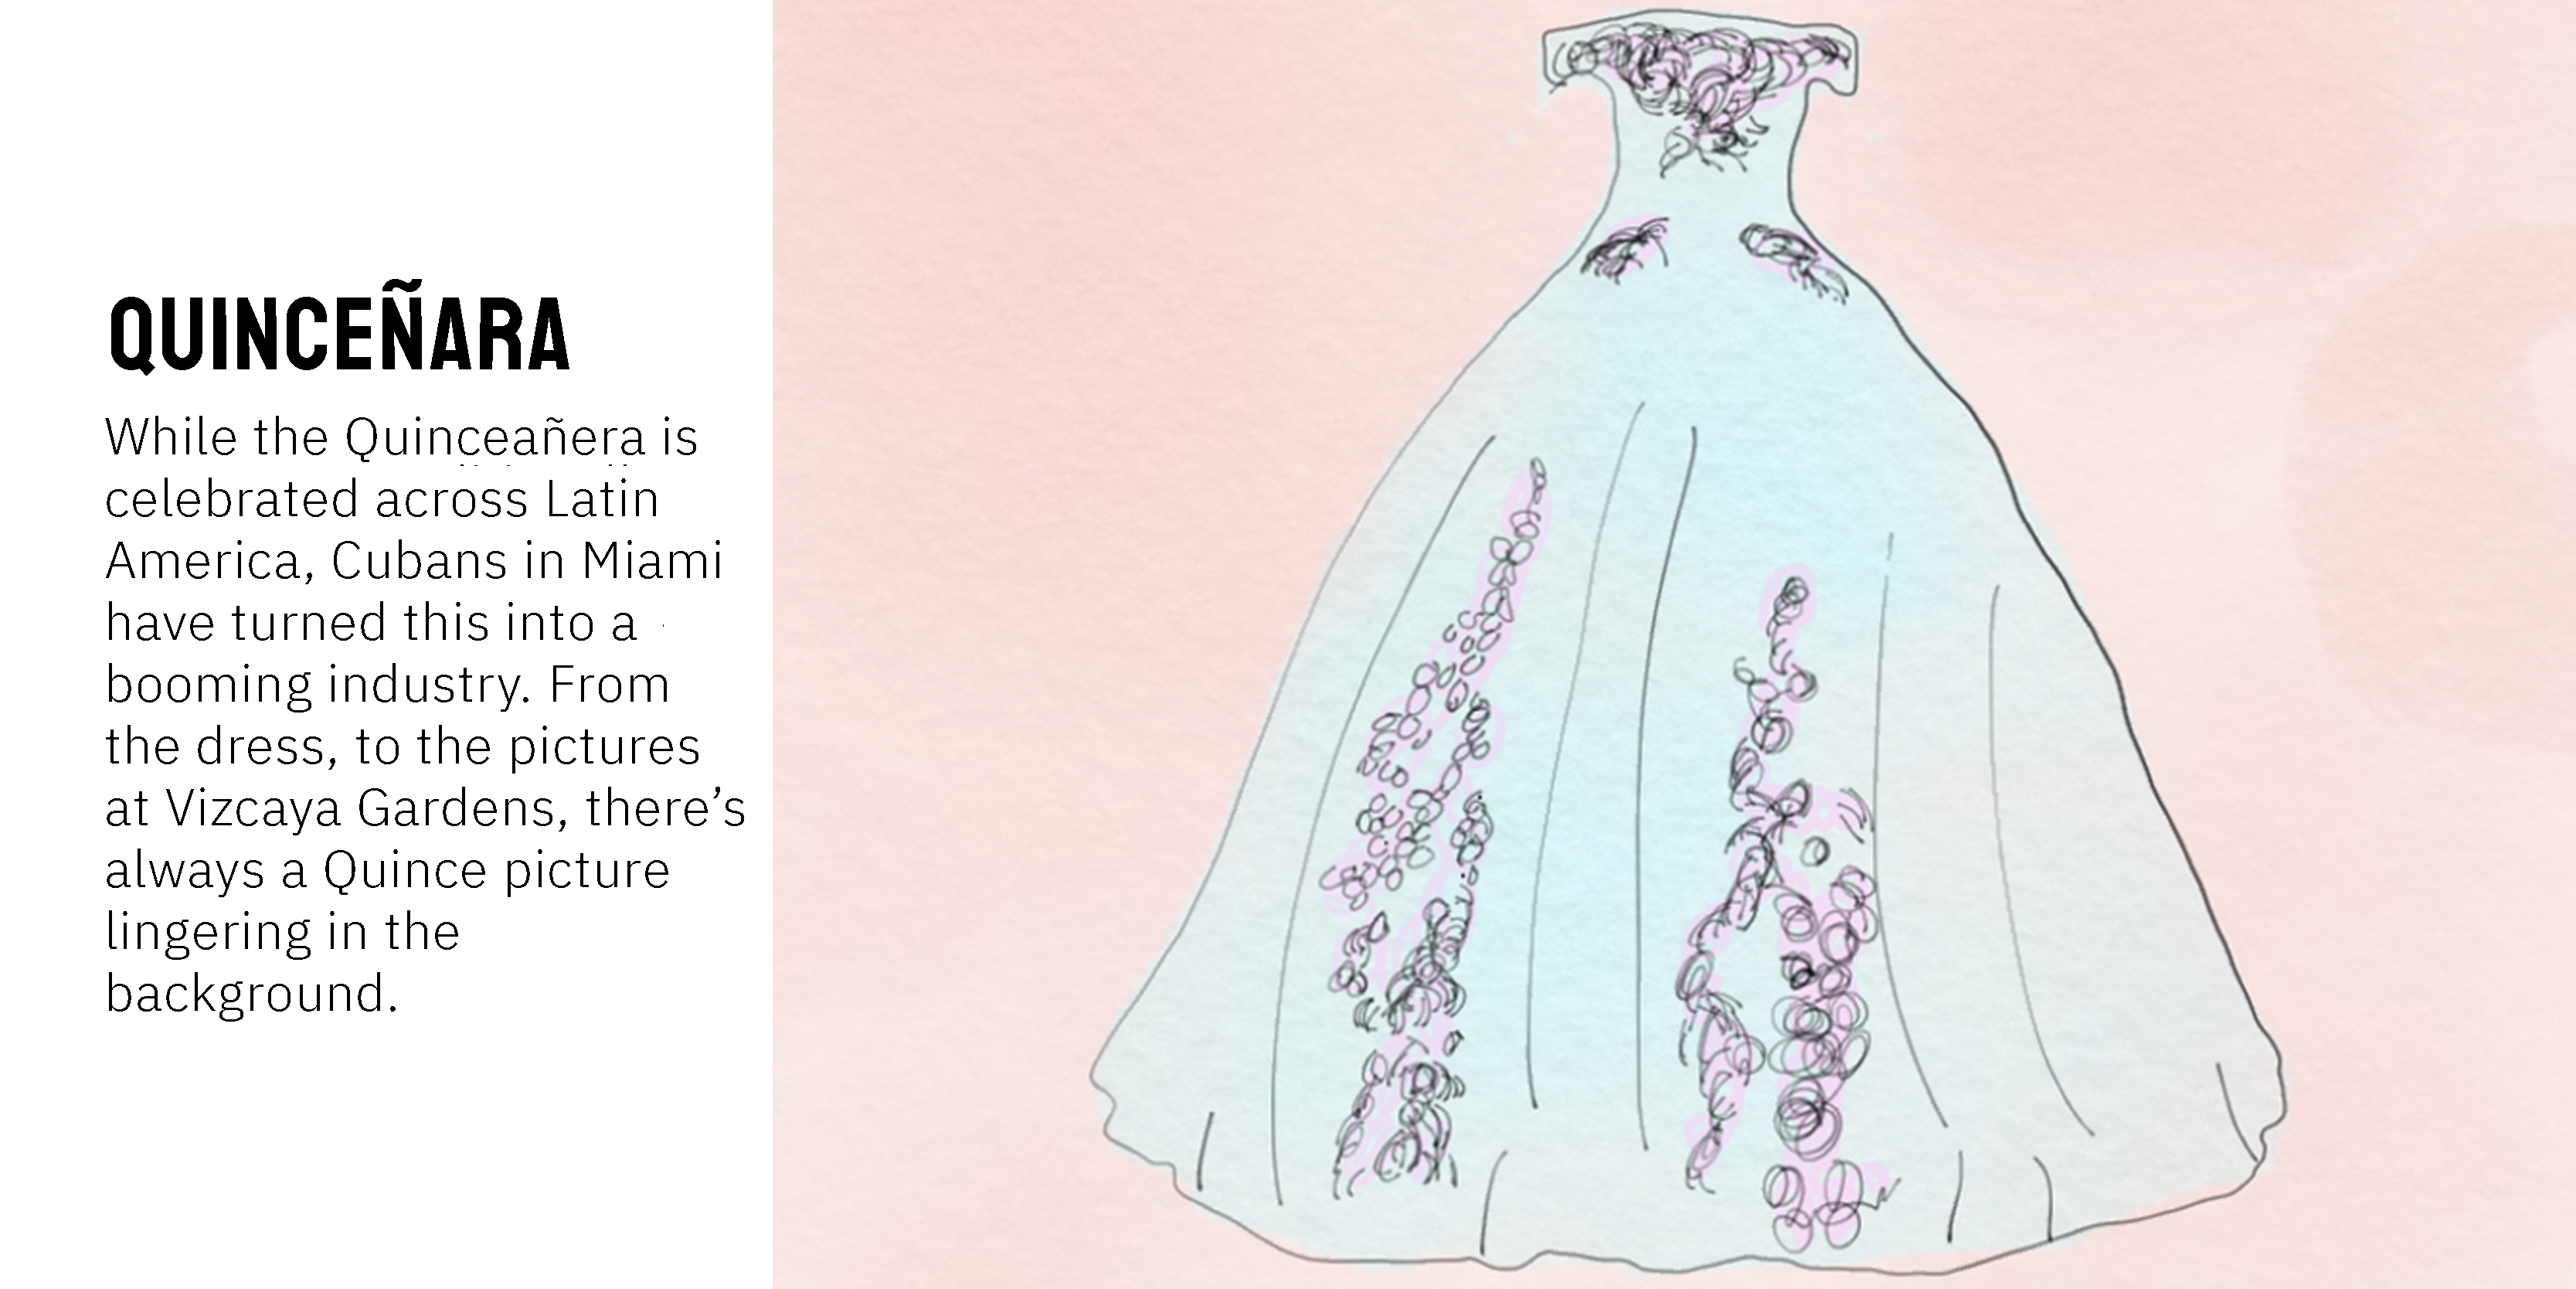 QUINCEÑARA
While the Quinceañera is
celebrated across Latin
America, Cubans in Miami
have turned this into a
booming industry. From
the dress, to the pictures
at Vizcaya Gardens, there’s
always a Quince picture
lingering in the
background.